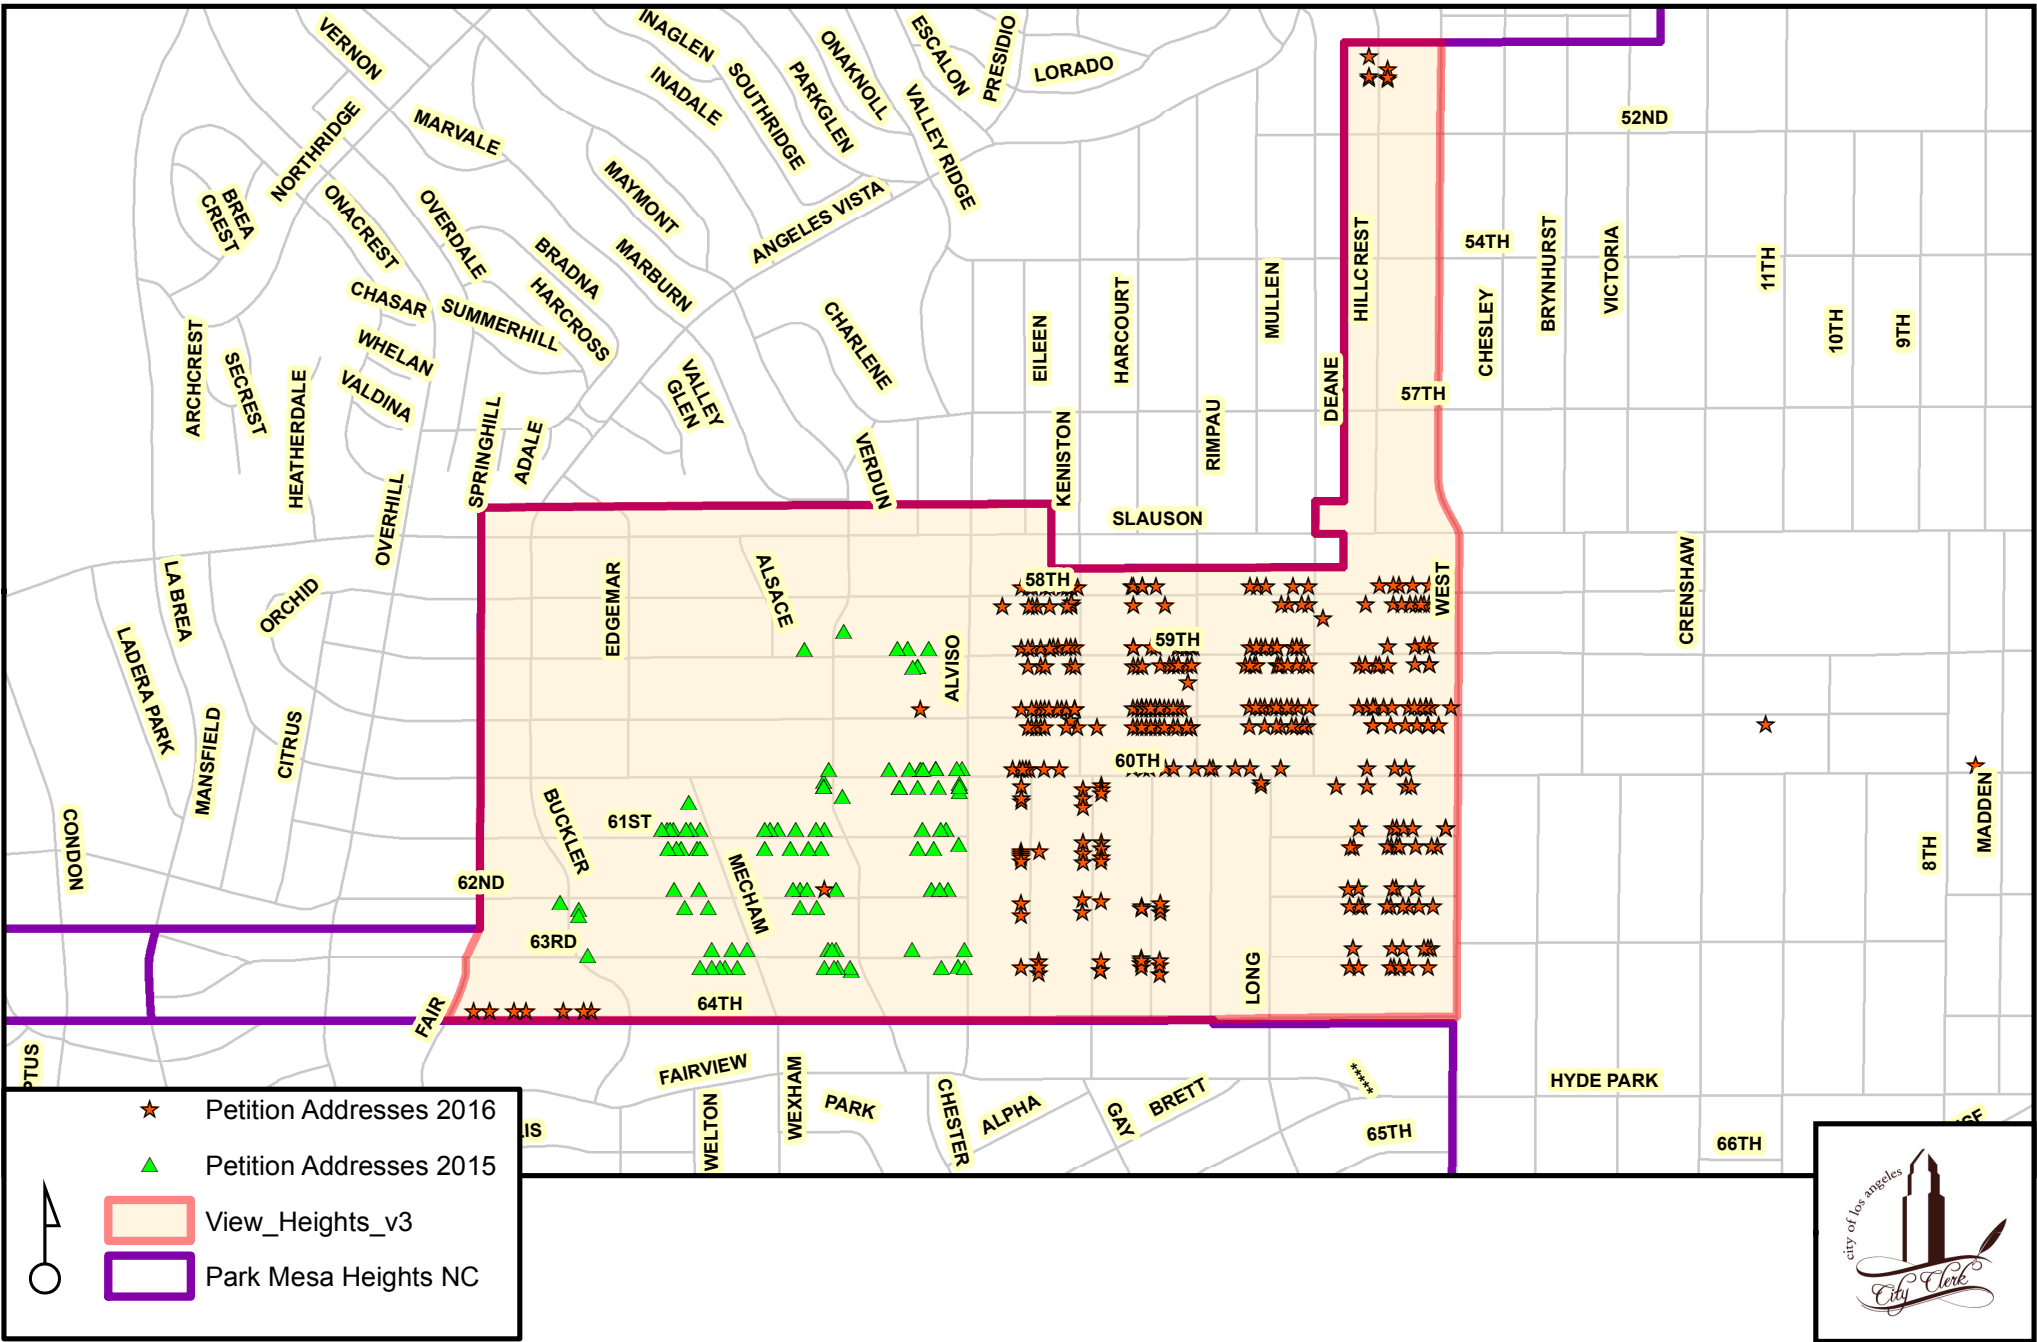 VERNON
INAGLEN
INADALE
SOUTHRIDGE
PARKGLEN
ONAKNOLL
ESCALON
PRESIDIO
LORADO
VALLEY RIDGE
52ND
NORTHRIDGE
MARVALE
BREA
CREST
ONACREST
OVERDALE
MAYMONT
ANGELES VISTA
MARBURN
BRADNA
HARCROSS
CHASAR
SUMMERHILL
WHELAN
VALDINA
CHARLENE
EILEEN
HARCOURT
MULLEN
HILLCREST
54TH
BRYNHURST
VICTORIA
11TH
CHESLEY
10TH
9TH
ARCHCREST
SECREST
HEATHERDALE
SPRINGHILL
ADALE
VALLEY
GLEN
VERDUN
KENISTON
RIMPAU
DEANE
57TH
OVERHILL
SLAUSON
LA BREA
ORCHID
EDGEMAR
ALSACE
58TH
WEST
CRENSHAW
LADERA PARK
MANSFIELD
CITRUS
ALVISO
59TH
60TH
CONDON
BUCKLER
61ST
MECHAM
62ND
8TH
MADDEN
63RD
64TH
LONG
FAIR
PTUS
FAIRVIEW
WELTON
WEXHAM
PARK
CHESTER
ALPHA
GAY
BRETT
*****
65TH
HYDE PARK
66TH
LIS
Petition Addresses 2016
Petition Addresses 2015
View_Heights_v3
Park Mesa Heights NC
city of los angeles
City Clerk